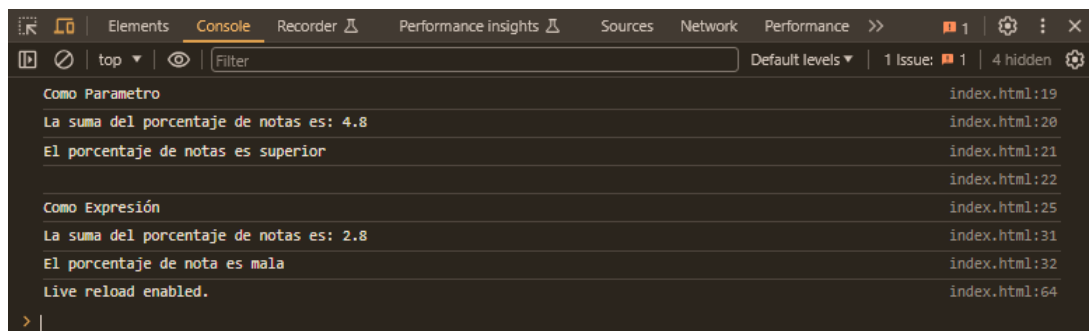 Elements Console Recorder Performance insights Sources Network Performance >> 1
top ▼ Filter Default levels ▼ 1 Issue: 1 4 hidden
Como Parametro index.html:19
La suma del porcentaje de notas es: 4.8 index.html:20
El porcentaje de notas es superior index.html:21
index.html:22
Como Expresión index.html:25
La suma del porcentaje de notas es: 2.8 index.html:31
El porcentaje de nota es mala index.html:32
Live reload enabled. index.html:64
>